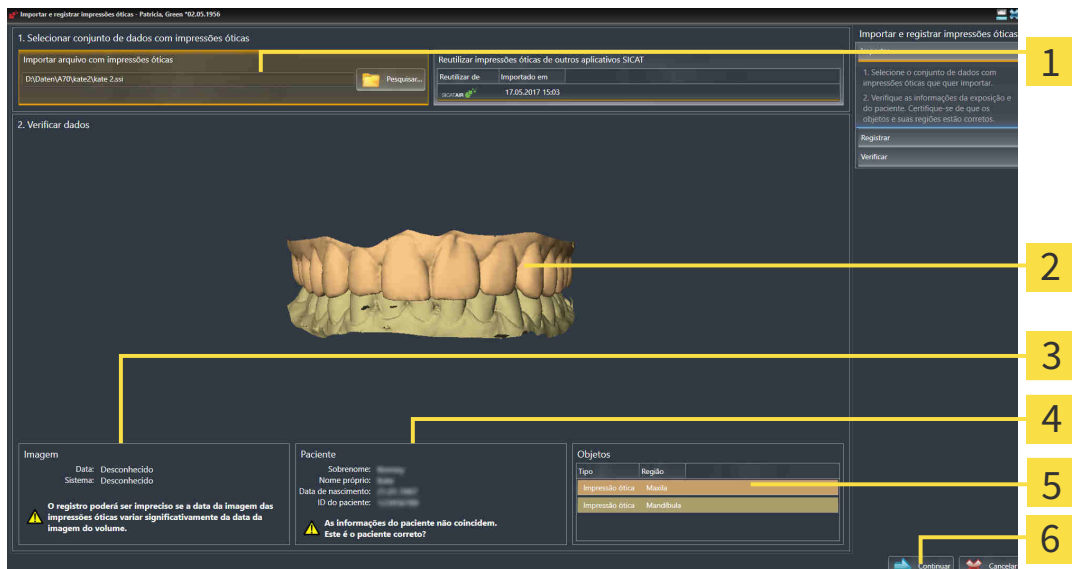 Importar e registrar impressões óticas - Patrícia, Green *02.05.1956
1. Selecionar conjunto de dados com impressões óticas
Importar arquivo com impressões óticas
D:\Daten\A70\kate2\kate 2.ssi
Pesquisar...
Reutilizar impressões óticas de outros aplicativos SICAT
Reutilizar de
Importado em
SICAT AIR
17.05.2017 15:03
2. Verificar dados
Imagem
Data: Desconhecido
Sistema: Desconhecido
O registro poderá ser impreciso se a data da imagem das
impressões óticas variar significativamente da data da
imagem do volume.
Paciente
Sobrenome:
Nome próprio:
Data de nascimento:
ID do paciente:
As informações do paciente não coincidem.
Este é o paciente correto?
Objetos
Tipo
Região
Impressão ótica
Maxila
Impressão ótica
Mandíbula
Importar e registrar impressões óticas
1. Selecione o conjunto de dados com
impressões óticas que quer importar.
2. Verifique as informações da exposição e
do paciente. Certifique-se de que os
objetos e suas regiões estão corretos.
Registrar
Verificar
Continuar
Cancelar
1
2
3
4
5
6